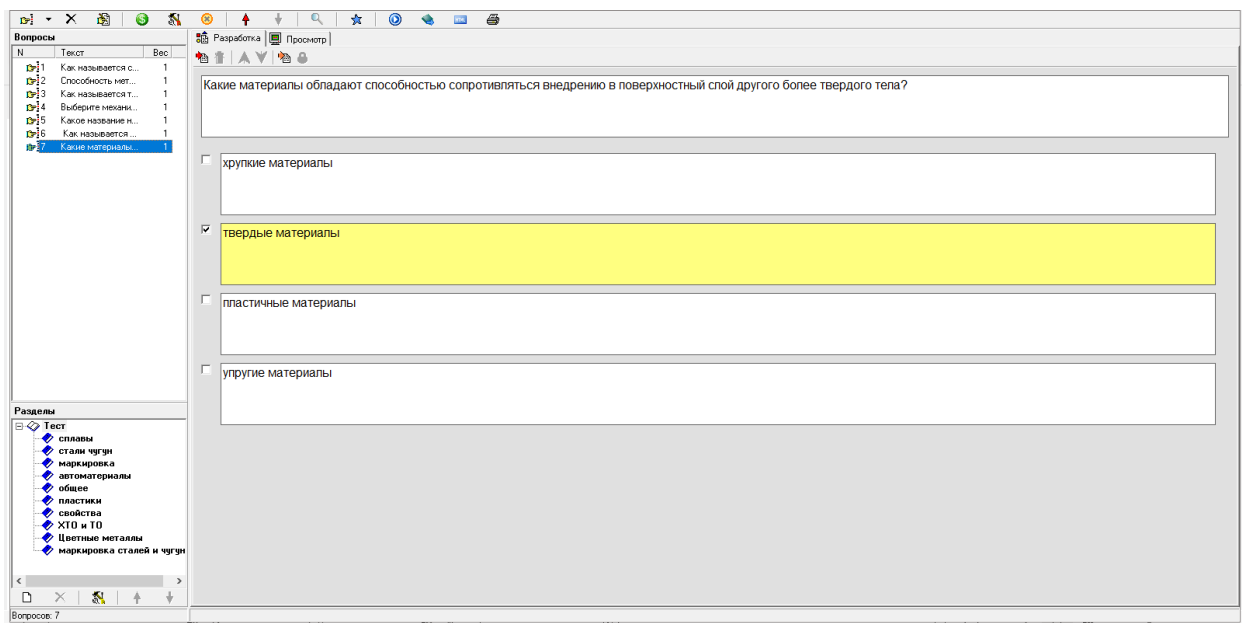 Вопросы
N Текст Вес
1 Как называется с... 1
2 Способность мет... 1
3 Как называется т... 1
4 Выберите механи... 1
5 Какое название н... 1
6 Как называется ... 1
7 Какие материалы... 1
Разделы
Тест
сплавы
стали чугун
маркировка
автоматериалы
общее
пластики
свойства
ХТО и ТО
Цветные металлы
маркировка сталей и чугун
Вопросов: 7
Разработка Просмотр
Какие материалы обладают способностью сопротивляться внедрению в поверхностный слой другого более твердого тела?
хрупкие материалы
твердые материалы
пластичные материалы
упругие материалы